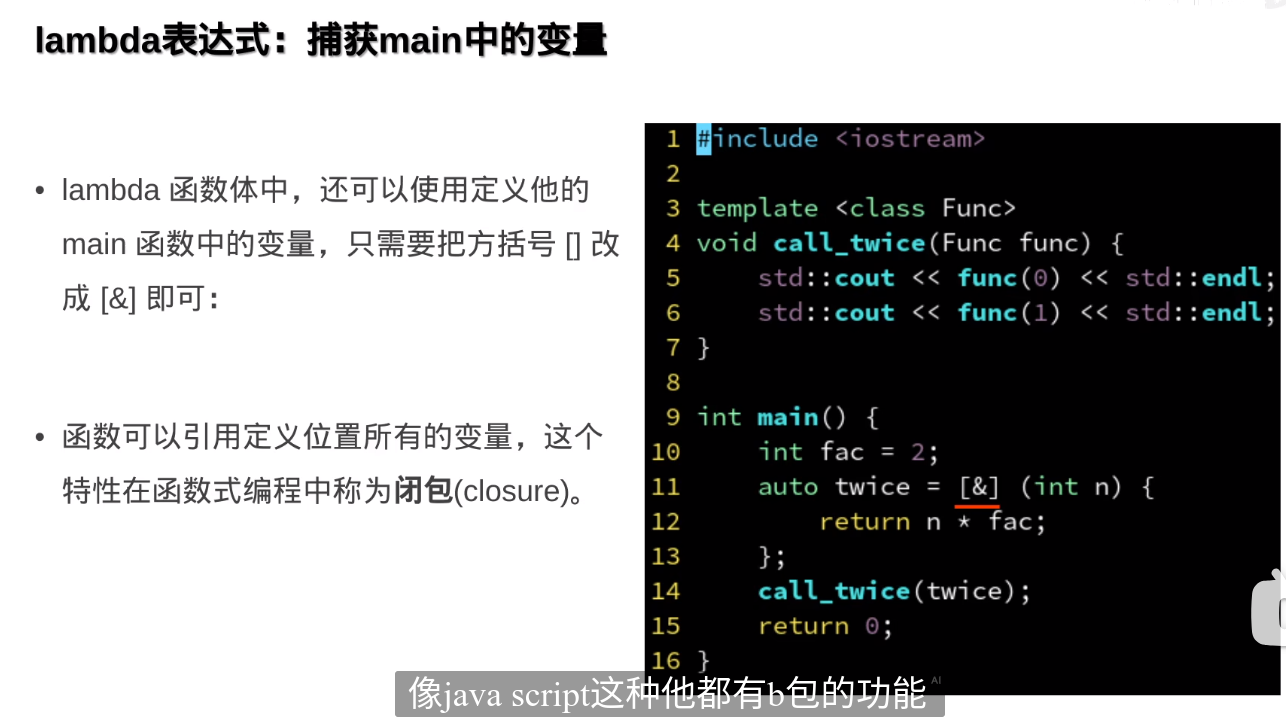 lambda表达式：捕获main中的变量
• lambda 函数体中，还可以使用定义他的
main 函数中的变量，只需要把方括号 [] 改
成 [&] 即可：
• 函数可以引用定义位置所有的变量，这个
特性在函数式编程中称为闭包(closure)。
1 #include <iostream>
2
3 template <class Func>
4 void call_twice(Func func) {
5     std::cout << func(0) << std::endl;
6     std::cout << func(1) << std::endl;
7 }
8
9 int main() {
10     int fac = 2;
11     auto twice = [&] (int n) {
12         return n * fac;
13     };
14     call_twice(twice);
15     return 0;
16 }
像java script这种他都有b包的功能
AI